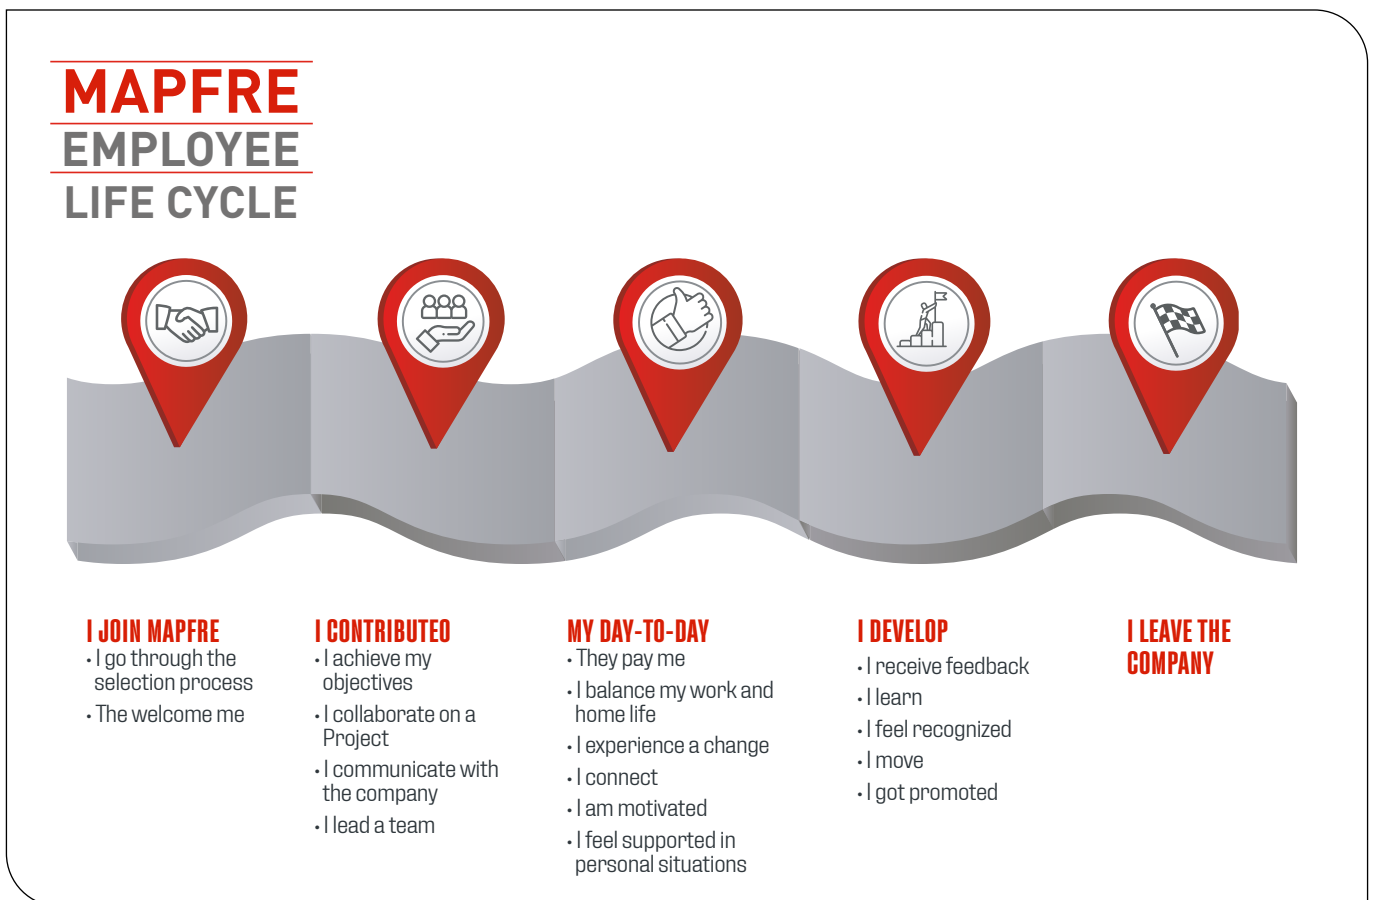 MAPFRE
EMPLOYEE
LIFE CYCLE
I JOIN MAPFRE
• I go through the
selection process
• The welcome me
I CONTRIBUTEO
• I achieve my
objectives
• I collaborate on a
Project
• I communicate with
the company
• I lead a team
MY DAY-TO-DAY
• They pay me
• I balance my work and
home life
• I experience a change
• I connect
• I am motivated
• I feel supported in
personal situations
I DEVELOP
• I receive feedback
• I learn
• I feel recognized
• I move
• I got promoted
I LEAVE THE
COMPANY